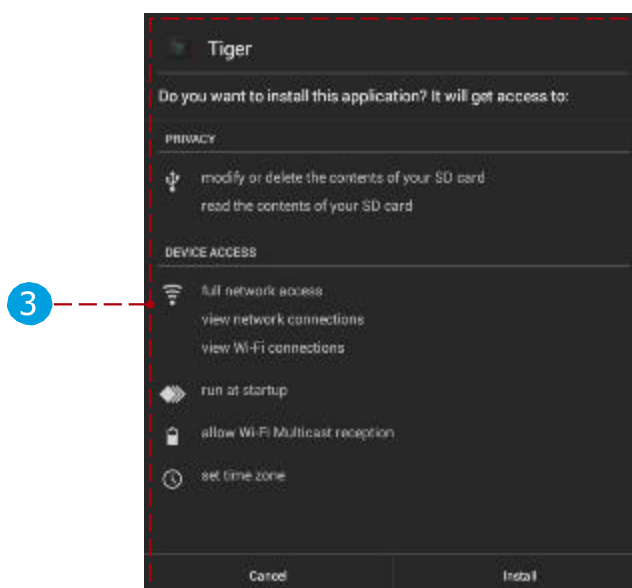 Tiger
Do you want to install this application? It will get access to:
PRIVACY
modify or delete the contents of your SD card
read the contents of your SD card
DEVICE ACCESS
3
full network access
view network connections
view Wi-Fi connections
run at startup
allow Wi-Fi Multicast reception
set time zone
Cancel Install